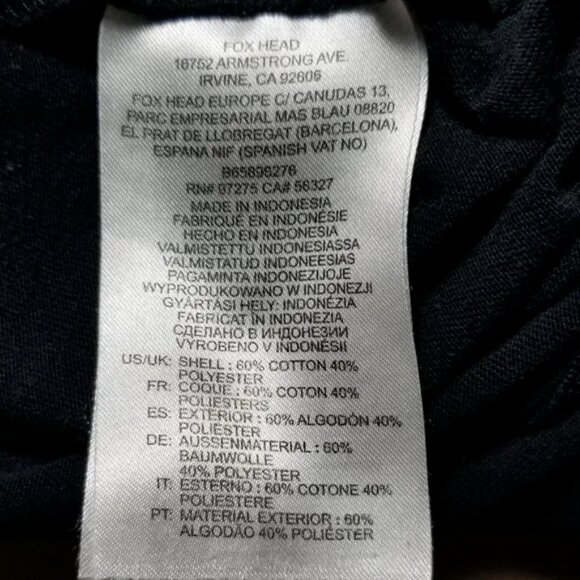 FOX HEAD
16752 ARMSTRONG AVE.
IRVINE, CA 92606
FOX HEAD EUROPE C/ CANUDAS 13,
PARC EMPRESARIAL MAS BLAU 08820
EL PRAT DE LLOBREGAT (BARCELONA),
ESPANA NIF (SPANISH VAT NO)
B65896276
RN# 97275 CA# 56327
MADE IN INDONESIA
FABRIQUÉ EN INDONÉSIE
HECHO EN INDONESIA
VALMISTETTU INDONESIASSA
VALMISTATUD INDONEESIAS
PAGAMINTA INDONEZIJOJE
WYPRODUKOWANO W INDONEZJI
GYÁRTÁSI HELY: INDONÉZIA
FABRICAT ÎN INDONEZIA
СДЕЛАНО В ИНДОНЕЗИИ
VYROBENO V INDONÉSII
US/UK: SHELL : 60% COTTON 40%
POLYESTER
FR: COQUE : 60% COTON 40%
POLIESTERS
ES: EXTERIOR : 60% ALGODÓN 40%
POLIÉSTER
DE: AUSSENMATERIAL : 60%
BAUMWOLLE
40% POLYESTER
IT: ESTERNO : 60% COTONE 40%
POLIESTERE
PT: MATERIAL EXTERIOR : 60%
ALGODÃO 40% POLIÉSTER